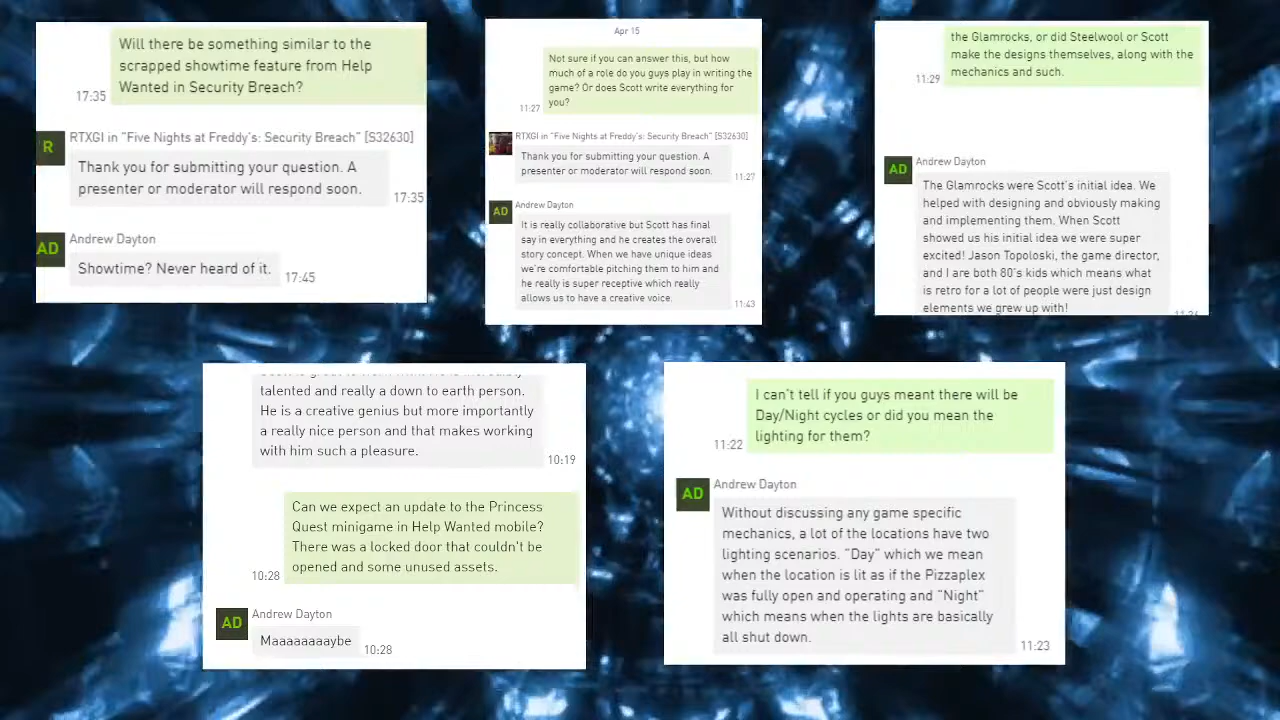 Will there be something similar to the
scrapped showtime feature from Help
Wanted in Security Breach?
17:35
R
RTXGI in "Five Nights at Freddy's: Security Breach" [S32630]
Thank you for submitting your question. A
presenter or moderator will respond soon.
17:35
AD
Andrew Dayton
Showtime? Never heard of it.
17:45
Apr 15
Not sure if you can answer this, but how
much of a role do you guys play in writing the
game? Or does Scott write everything for
you?
11:27
RTXGI in "Five Nights at Freddy's: Security Breach" [S32630]
Thank you for submitting your question. A
presenter or moderator will respond soon.
11:27
AD
Andrew Dayton
It is really collaborative but Scott has final
say in everything and he creates the overall
story concept. When we have unique ideas
we're comfortable pitching them to him and
he really is super receptive which really
allows us to have a creative voice.
11:43
the Glamrocks, or did Steelwool or Scott
make the designs themselves, along with the
mechanics and such.
11:29
AD
Andrew Dayton
The Glamrocks were Scott's initial idea. We
helped with designing and obviously making
and implementing them. When Scott
showed us his initial idea we were super
excited! Jason Topoloski, the game director,
and I are both 80's kids which means what
is retro for a lot of people were just design
elements we grew up with!
talented and really a down to earth person.
He is a creative genius but more importantly
a really nice person and that makes working
with him such a pleasure.
10:19
Can we expect an update to the Princess
Quest minigame in Help Wanted mobile?
There was a locked door that couldn't be
opened and some unused assets.
10:28
AD
Andrew Dayton
Maaaaaaaaybe
10:28
I can't tell if you guys meant there will be
Day/Night cycles or did you mean the
lighting for them?
11:22
AD
Andrew Dayton
Without discussing any game specific
mechanics, a lot of the locations have two
lighting scenarios. "Day" which we mean
when the location is lit as if the Pizzaplex
was fully open and operating and "Night"
which means when the lights are basically
all shut down.
11:23